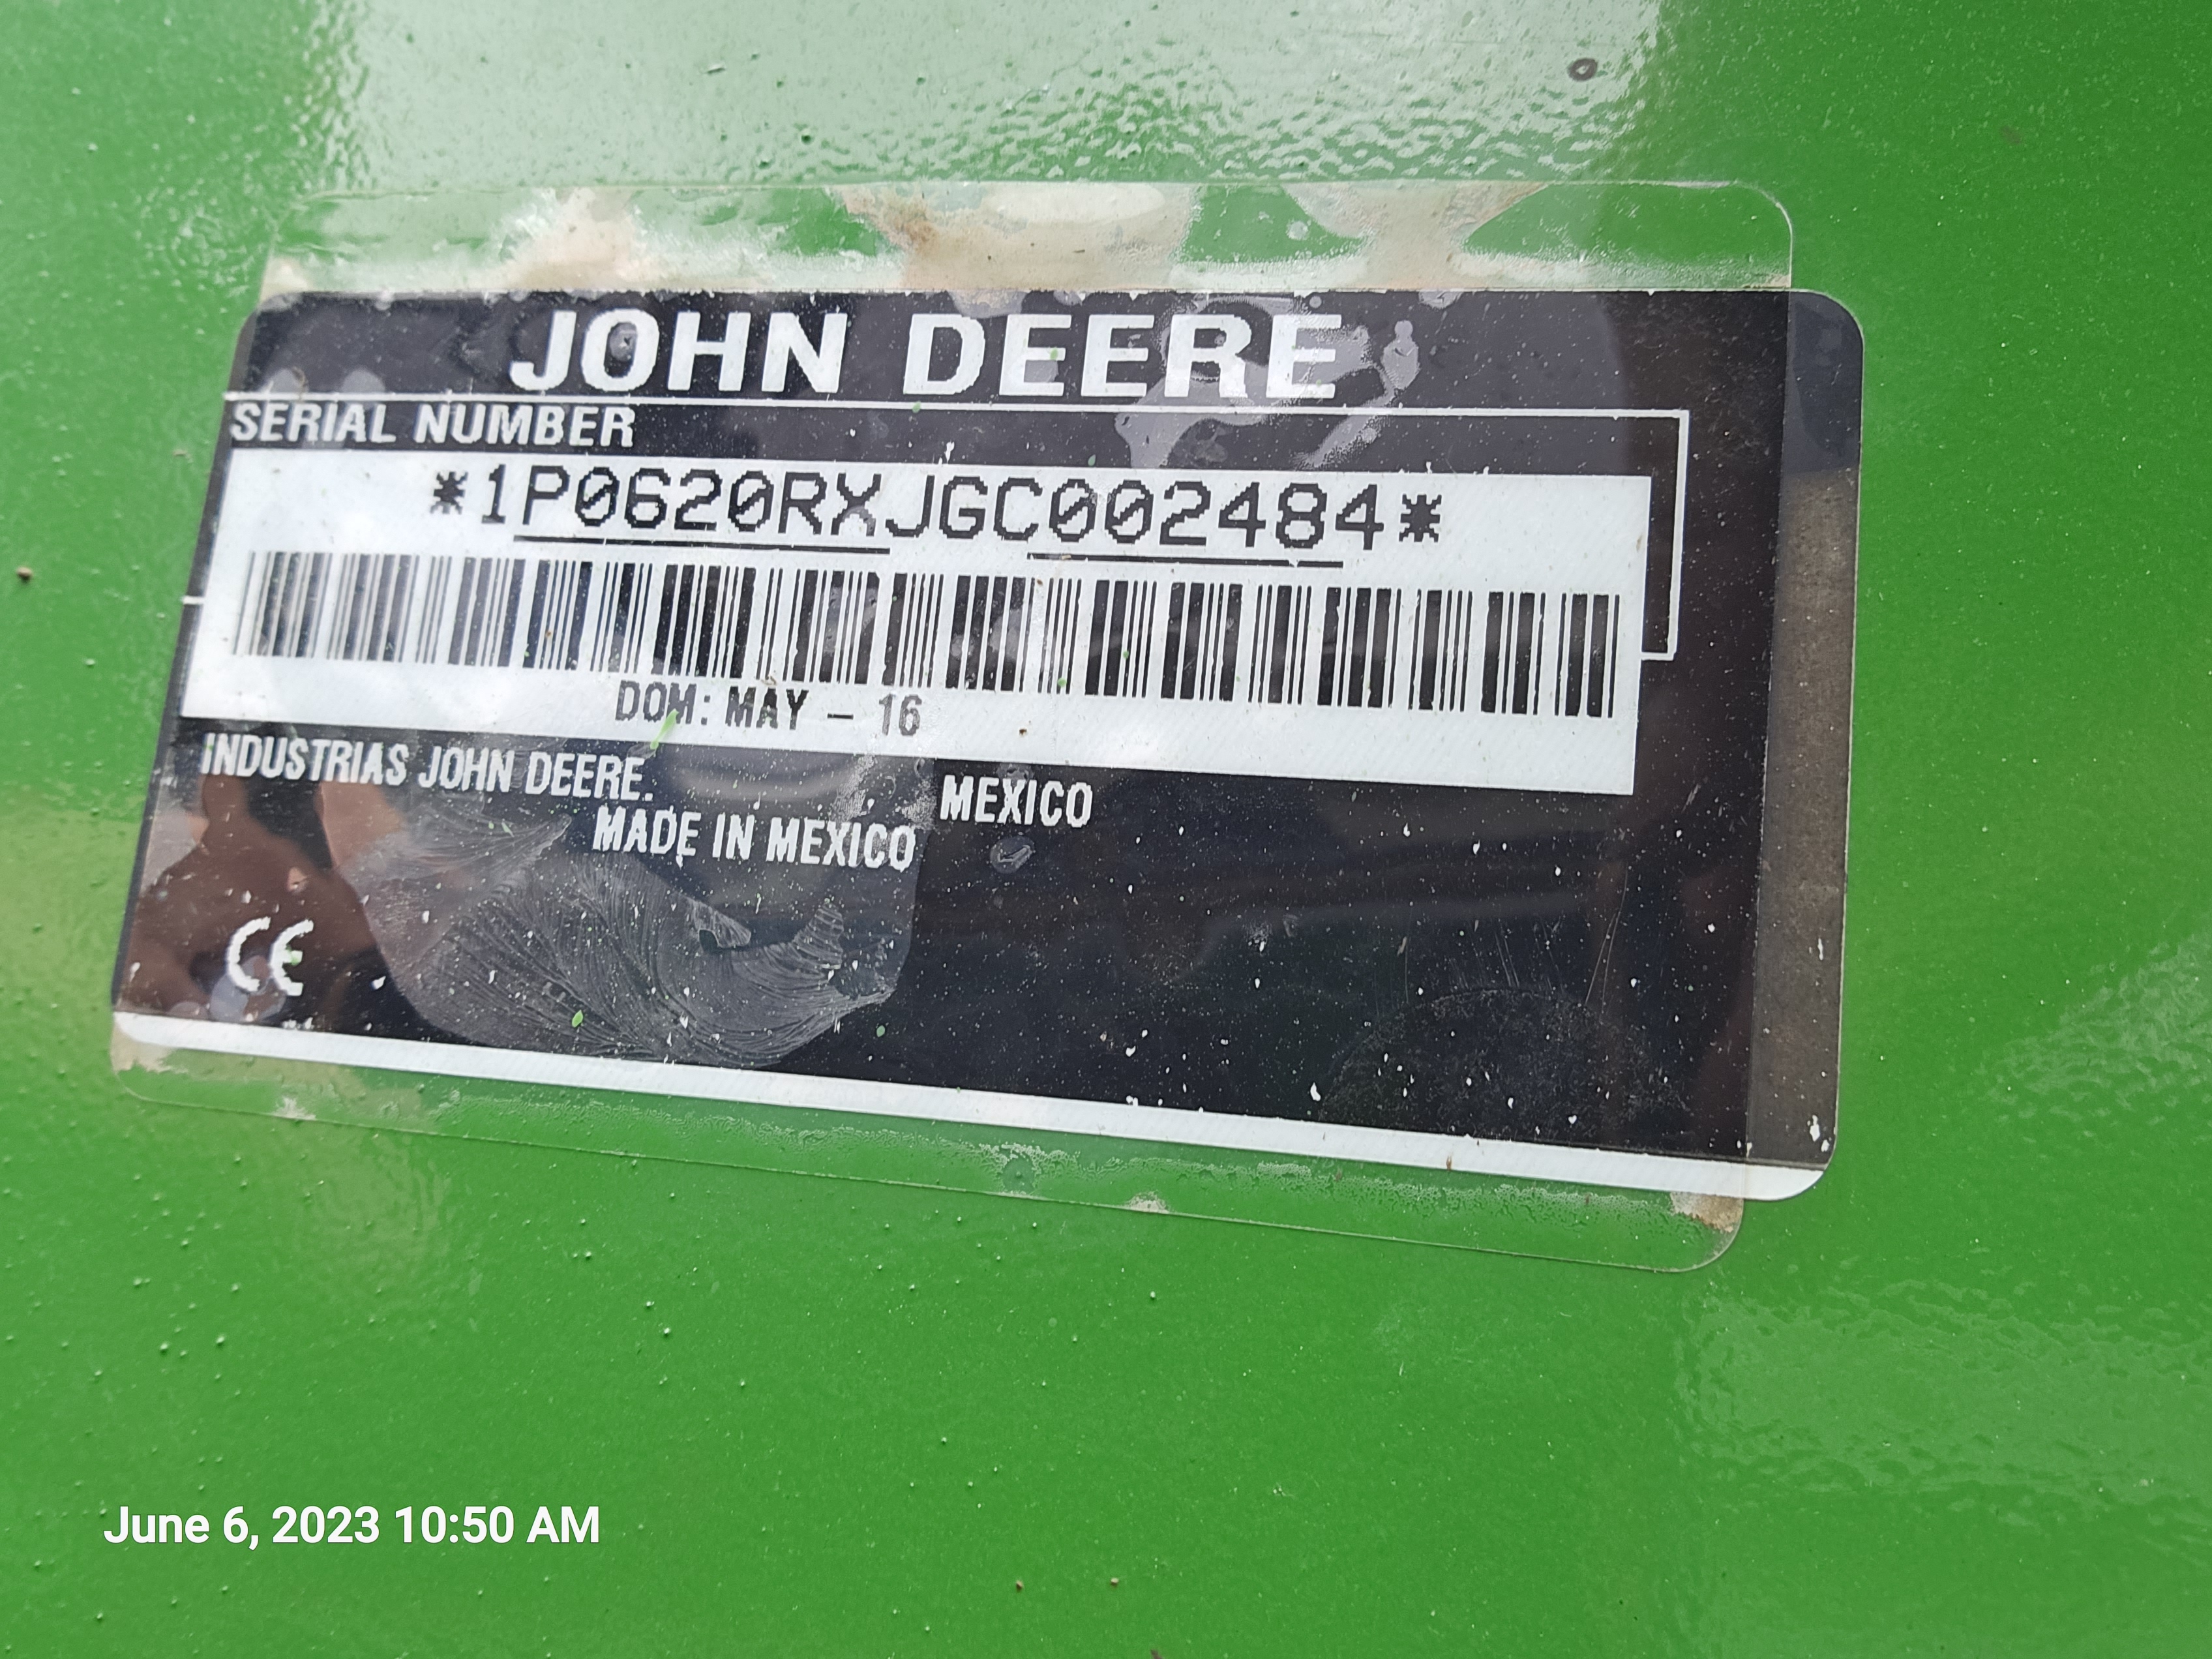 JOHN DEERE
SERIAL NUMBER
*1P0620RXJGC002484*
DOM: MAY - 16
INDUSTRIAS JOHN DEERE. MEXICO
MADE IN MEXICO
CE
June 6, 2023 10:50 AM